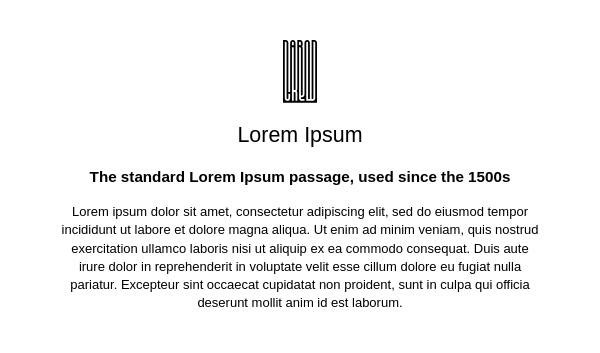 Lorem Ipsum
The standard Lorem Ipsum passage, used since the 1500s
Lorem ipsum dolor sit amet, consectetur adipiscing elit, sed do eiusmod tempor
incididunt ut labore et dolore magna aliqua. Ut enim ad minim veniam, quis nostrud
exercitation ullamco laboris nisi ut aliquip ex ea commodo consequat. Duis aute
irure dolor in reprehenderit in voluptate velit esse cillum dolore eu fugiat nulla
pariatur. Excepteur sint occaecat cupidatat non proident, sunt in culpa qui officia
deserunt mollit anim id est laborum.